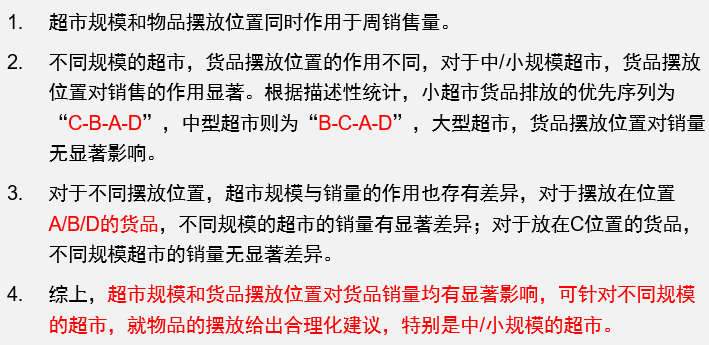 1. 超市规模和物品摆放位置同时作用于周销售量。
2. 不同规模的超市，货品摆放位置的作用不同，对于中/小规模超市，货品摆放
位置对销售的作用显著。根据描述性统计，小超市货品排放的优先序列为
“C-B-A-D”，中型超市则为“B-C-A-D”，大型超市，货品摆放位置对销量
无显著影响。
3. 对于不同摆放位置，超市规模与销量的作用也存有差异，对于摆放在位置
A/B/D的货品，不同规模的超市的销量有显著差异；对于放在C位置的货品，
不同规模超市的销量无显著差异。
4. 综上，超市规模和货品摆放位置对货品销量均有显著影响，可针对不同规模
的超市，就物品的摆放给出合理化建议，特别是中/小规模的超市。